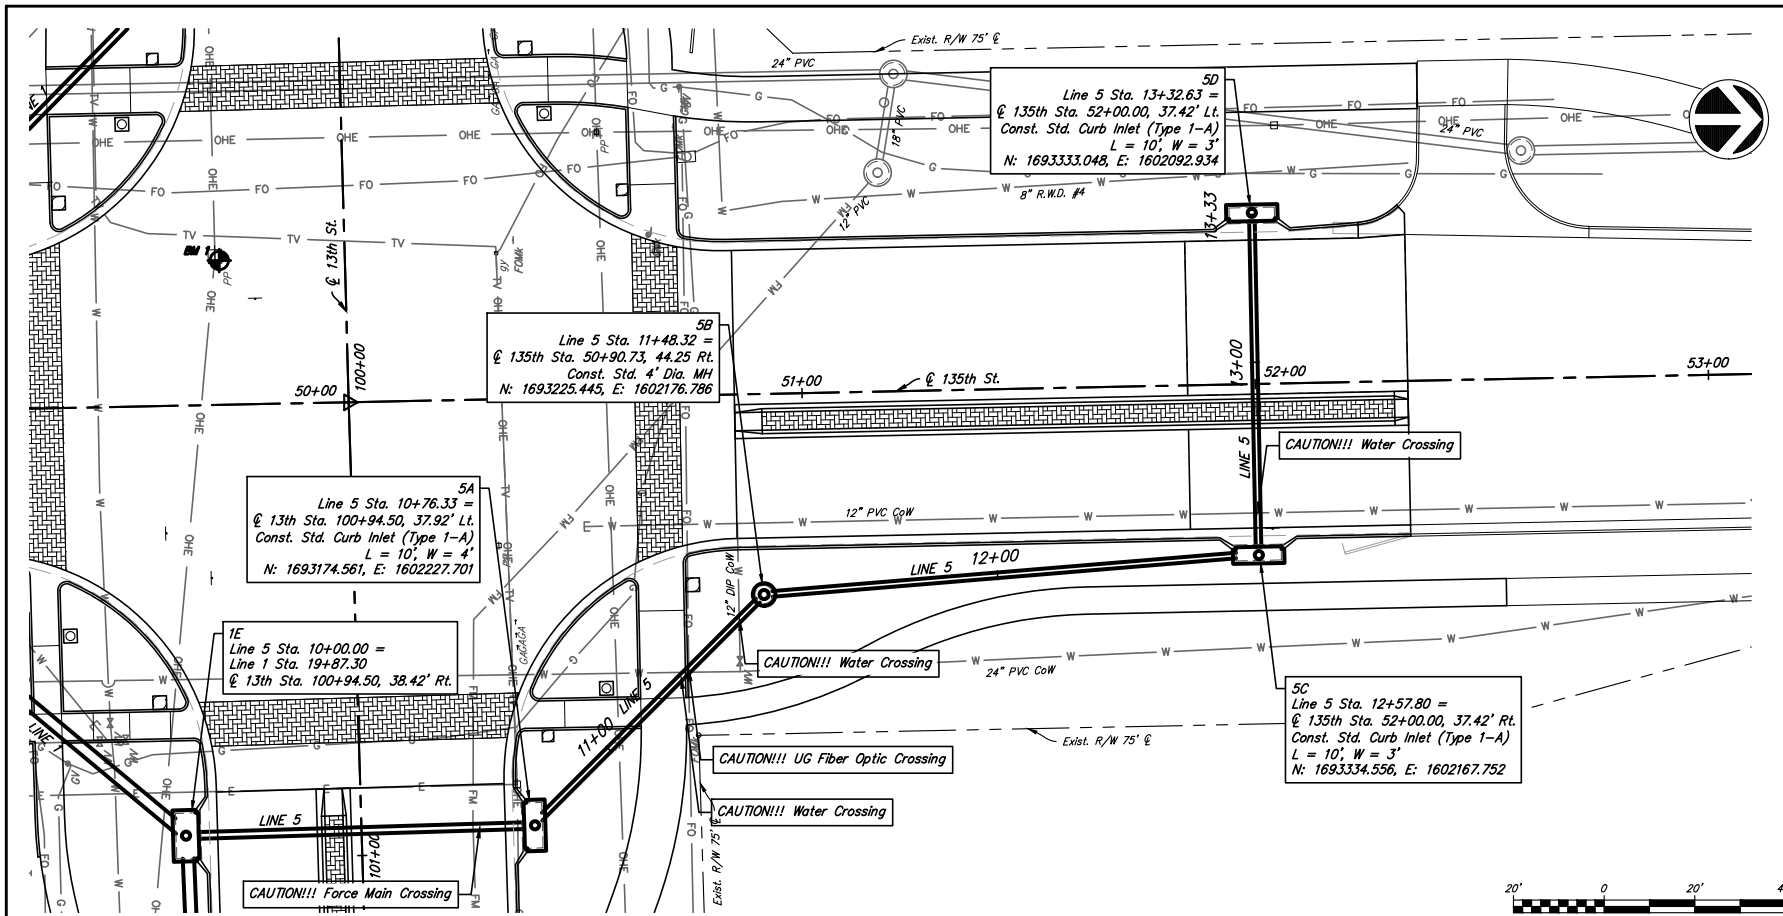 Exist. R/W 75' ℄
24" PVC
18" PVC
12" PVC
24" PVC
8" R.W.D. #4
5D
Line 5 Sta. 13+32.63 =
℄ 135th Sta. 52+00.00, 37.42' Lt.
Const. Std. Curb Inlet (Type 1-A)
L = 10', W = 3'
N: 1693333.048, E: 1602092.934
13+33
BM 1
PP
PP
℄ 13th St.
100+00
50+00
FOMk
5B
Line 5 Sta. 11+48.32 =
℄ 135th Sta. 50+90.73, 44.25 Rt.
Const. Std. 4' Dia. MH
N: 1693225.445, E: 1602176.786
51+00
℄ 135th St.
13+00
52+00
53+00
LINE 5
CAUTION!!! Water Crossing
5A
Line 5 Sta. 10+76.33 =
℄ 13th Sta. 100+94.50, 37.92' Lt.
Const. Std. Curb Inlet (Type 1-A)
L = 10', W = 4'
N: 1693174.561, E: 1602227.701
12" PVC CoW
12" DIP CoW
LINE 5
12+00
1E
Line 5 Sta. 10+00.00 =
Line 1 Sta. 19+87.30
℄ 13th Sta. 100+94.50, 38.42' Rt.
CAUTION!!! Water Crossing
24" PVC CoW
5C
Line 5 Sta. 12+57.80 =
℄ 135th Sta. 52+00.00, 37.42' Rt.
Const. Std. Curb Inlet (Type 1-A)
L = 10', W = 3'
N: 1693334.556, E: 1602167.752
11+00
LINE 5
Exist. R/W 75' ℄
CAUTION!!! UG Fiber Optic Crossing
CAUTION!!! Water Crossing
LINE 5
101+00
Exist. R/W 75' ℄
CAUTION!!! Force Main Crossing
20'
0
20'